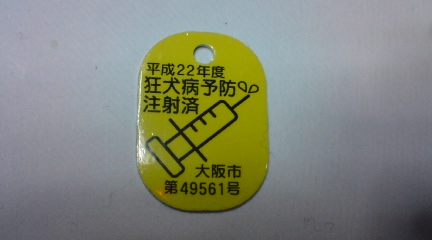 平成22年度
狂犬病予防
注射済
大阪市
第49561号